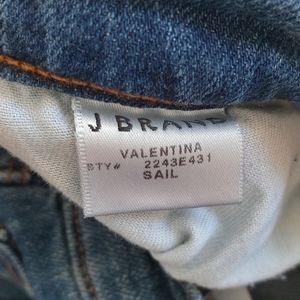 J BRAND
VALENTINA
STY# 2243E431
SAIL